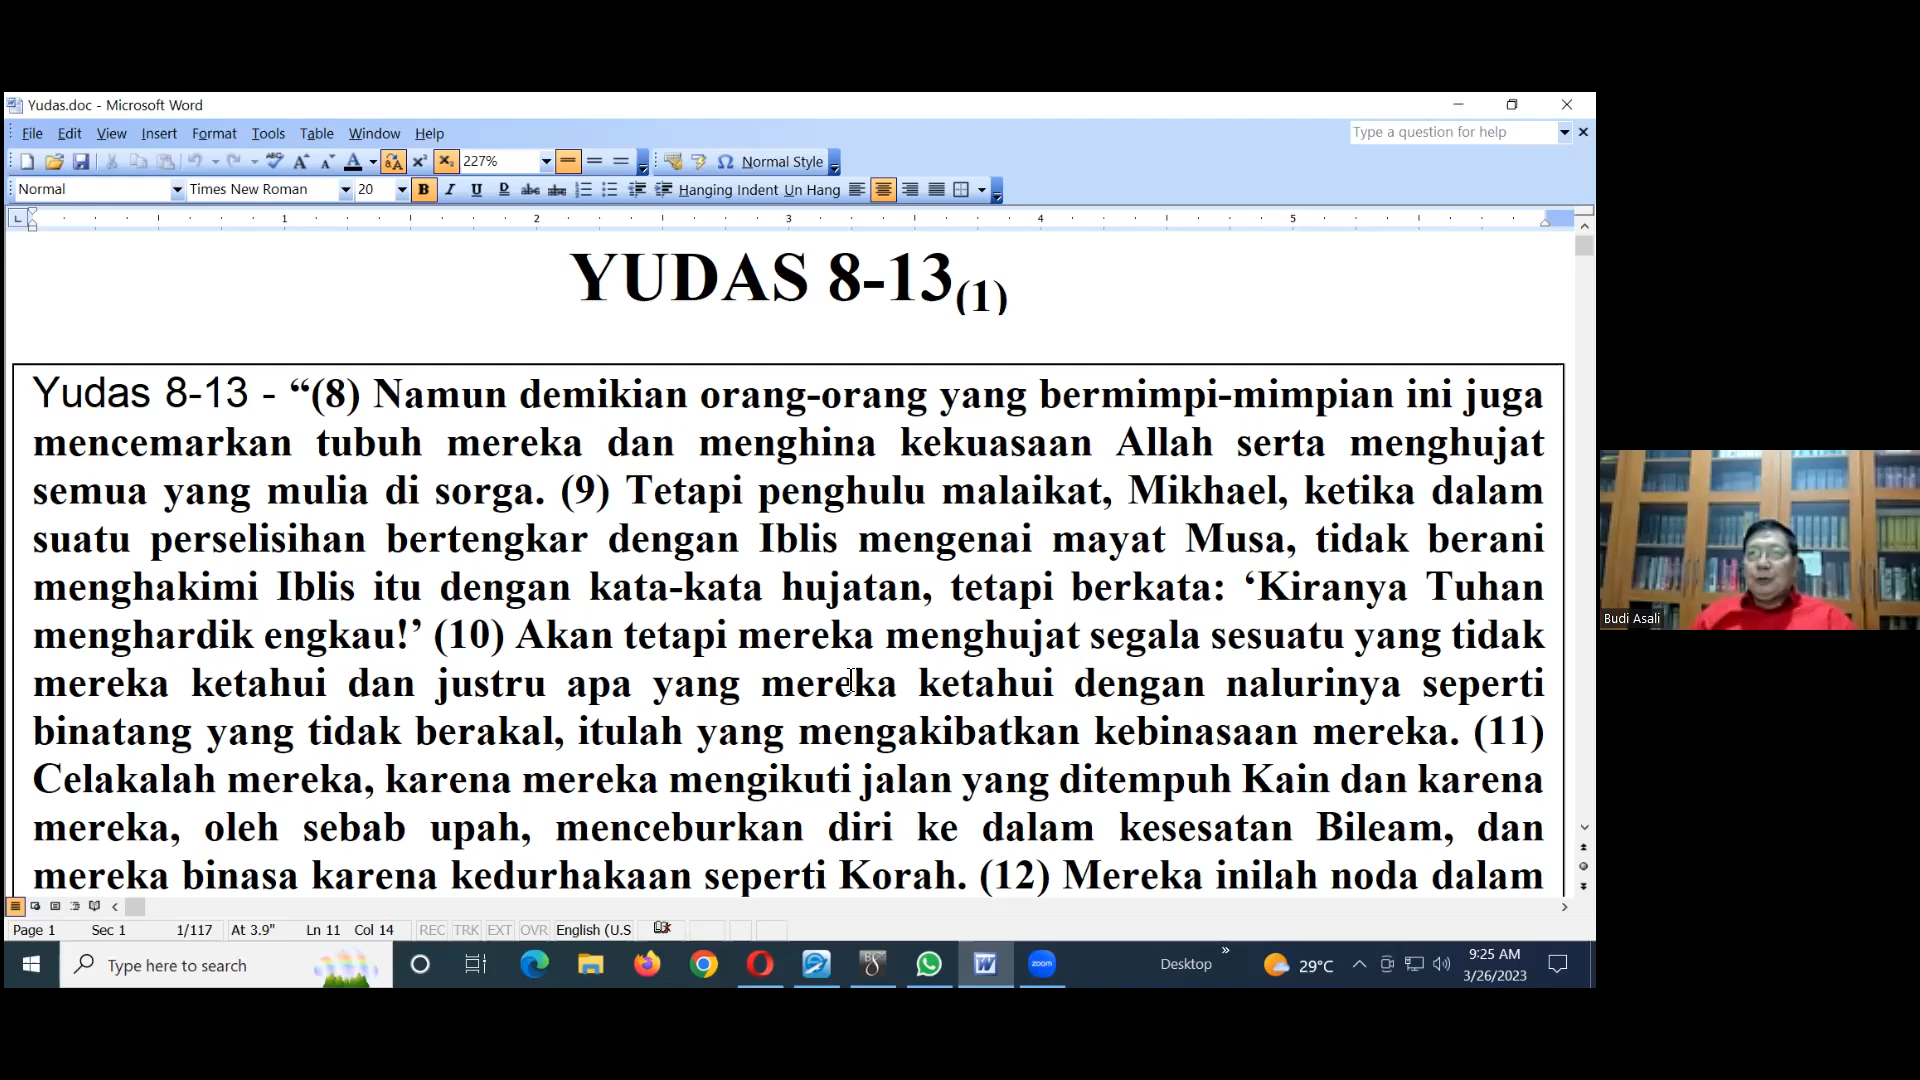 Yudas.doc - Microsoft Word
File Edit View Insert Format Tools Table Window Help
Type a question for help
227%
Normal Style
Normal
Times New Roman
20
Hanging Indent Un Hang
1 2 3 4 5
YUDAS 8-13(1)
Yudas 8-13 - “(8) Namun demikian orang-orang yang bermimpi-mimpian ini juga
mencemarkan tubuh mereka dan menghina kekuasaan Allah serta menghujat
semua yang mulia di sorga. (9) Tetapi penghulu malaikat, Mikhael, ketika dalam
suatu perselisihan bertengkar dengan Iblis mengenai mayat Musa, tidak berani
menghakimi Iblis itu dengan kata-kata hujatan, tetapi berkata: ‘Kiranya Tuhan
menghardik engkau!’ (10) Akan tetapi mereka menghujat segala sesuatu yang tidak
mereka ketahui dan justru apa yang mereka ketahui dengan nalurinya seperti
binatang yang tidak berakal, itulah yang mengakibatkan kebinasaan mereka. (11)
Celakalah mereka, karena mereka mengikuti jalan yang ditempuh Kain dan karena
mereka, oleh sebab upah, menceburkan diri ke dalam kesesatan Bileam, dan
mereka binasa karena kedurhakaan seperti Korah. (12) Mereka inilah noda dalam
Budi Asali
Page 1 Sec 1 1/117 At 3.9" Ln 11 Col 14 REC TRK EXT OVR English (U.S
Type here to search
zoom
Desktop
29°C
9:25 AM
3/26/2023